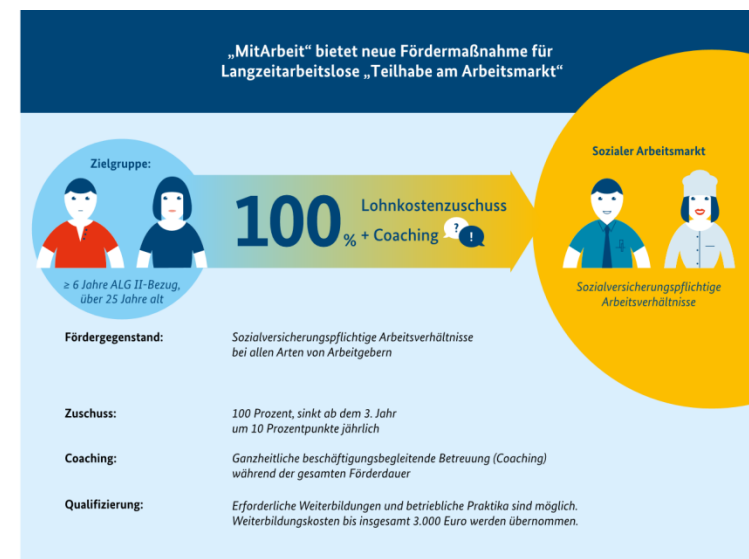 „MitArbeit“ bietet neue Fördermaßnahme für
Langzeitarbeitslose „Teilhabe am Arbeitsmarkt“
Zielgruppe:
≥ 6 Jahre ALG II-Bezug,
über 25 Jahre alt
100 % Lohnkostenzuschuss
+ Coaching ? !
Sozialer Arbeitsmarkt
Sozialversicherungspflichtige
Arbeitsverhältnisse
Fördergegenstand: Sozialversicherungspflichtige Arbeitsverhältnisse
bei allen Arten von Arbeitgebern
Zuschuss: 100 Prozent, sinkt ab dem 3. Jahr
um 10 Prozentpunkte jährlich
Coaching: Ganzheitliche beschäftigungsbegleitende Betreuung (Coaching)
während der gesamten Förderdauer
Qualifizierung: Erforderliche Weiterbildungen und betriebliche Praktika sind möglich.
Weiterbildungskosten bis insgesamt 3.000 Euro werden übernommen.